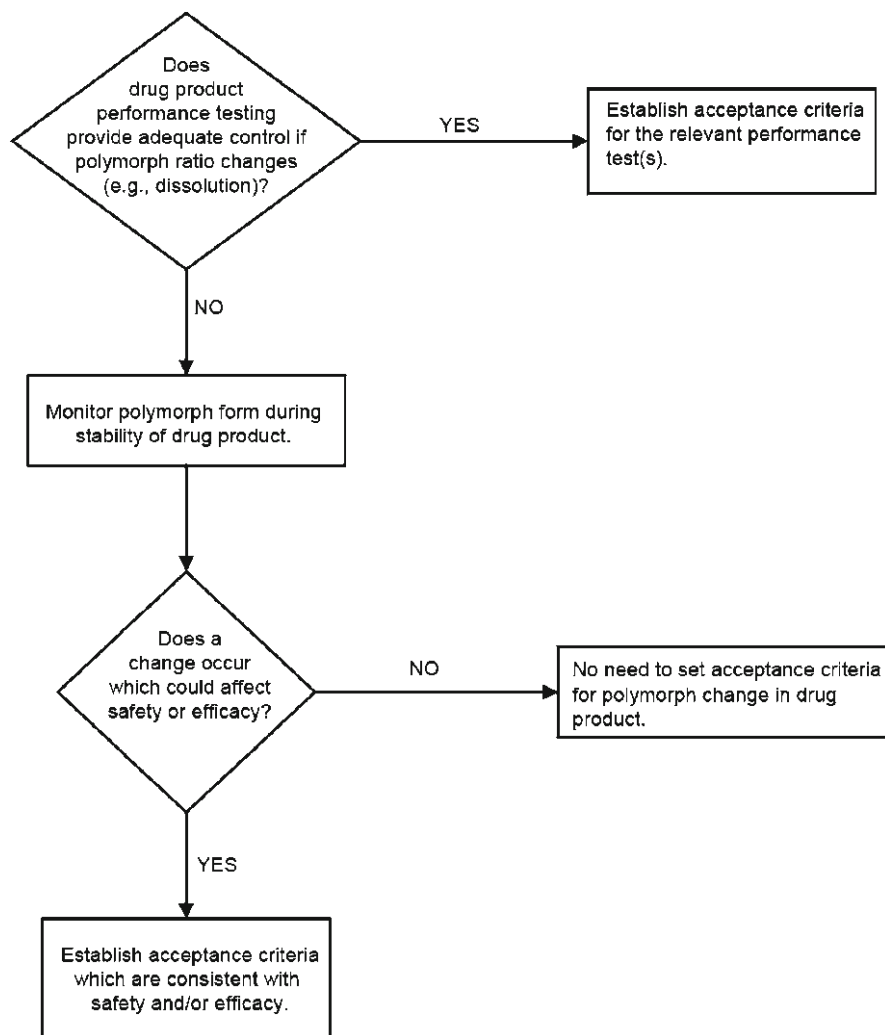 Does
drug product
performance testing
provide adequate control if
polymorph ratio changes
(e.g., dissolution)?
YES
Establish acceptance criteria
for the relevant performance
test(s).
NO
Monitor polymorph form during
stability of drug product.
Does a
change occur
which could affect
safety or efficacy?
NO
No need to set acceptance criteria
for polymorph change in drug
product.
YES
Establish acceptance criteria
which are consistent with
safety and/or efficacy.